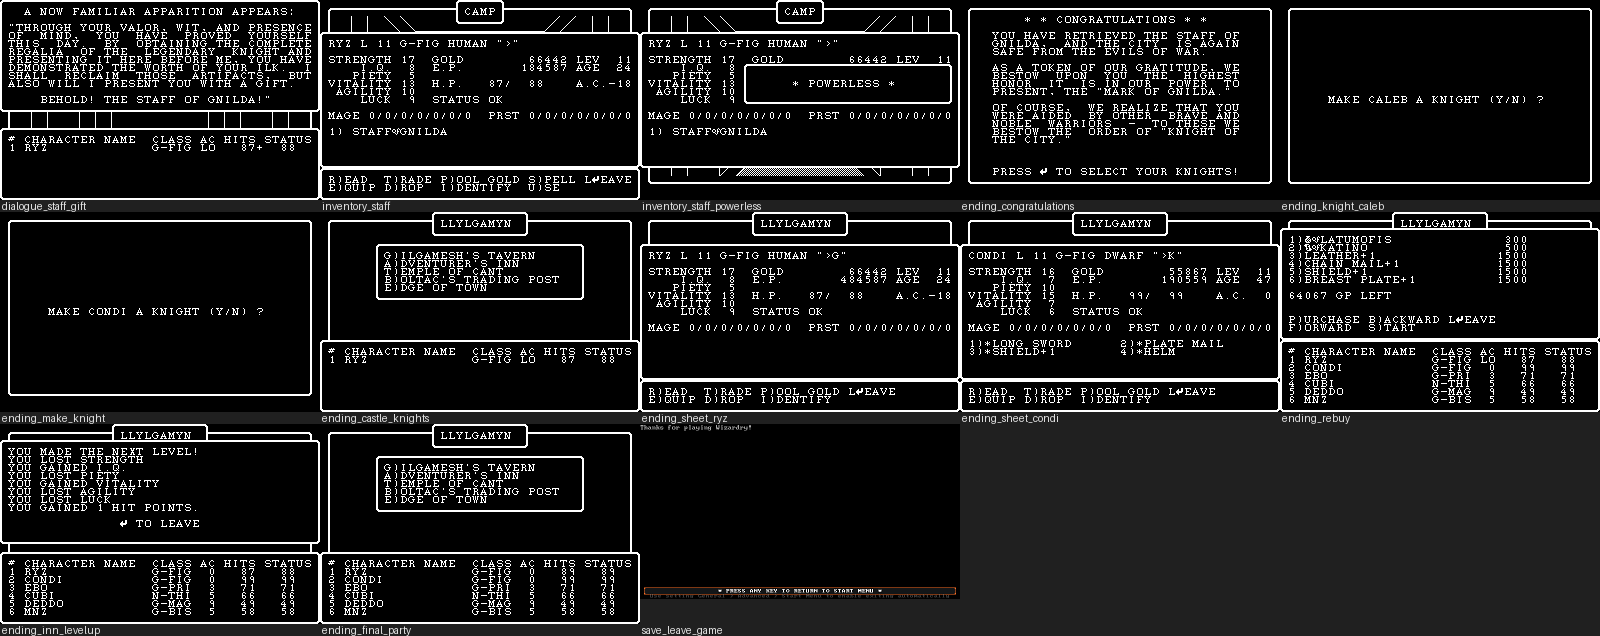 A NOW FAMILIAR APPARITION APPEARS:
"THROUGH YOUR VALOR, WIT, AND PRESENCE
OF MIND, YOU HAVE PROVED YOURSELF
THIS DAY. BY OBTAINING THE COMPLETE
REGALIA OF THE LEGENDARY KNIGHT AND
PRESENTING IT HERE BEFORE ME, YOU HAVE
DEMONSTRATED THE WORTH OF YOUR ILK. I
SHALL RECLAIM THOSE ARTIFACTS, BUT
ALSO WILL I PRESENT YOU WITH A GIFT.
BEHOLD! THE STAFF OF GNILDA!"
# CHARACTER NAME CLASS AC HITS STATUS
1 RYZ G-FIG LO 87+ 88
dialogue_staff_gift
CAMP
RYZ L 11 G-FIG HUMAN ">"
STRENGTH 17 GOLD 66442 LEV 11
I.Q. 8 E.P. 184587 AGE 24
PIETY 5
VITALITY 13 H.P. 87/ 88 A.C.-18
AGILITY 10
LUCK 9 STATUS OK
MAGE 0/0/0/0/0/0/0 PRST 0/0/0/0/0/0/0
1) STAFF OF GNILDA
R)EAD T)RADE P)OOL GOLD S)PELL L↵EAVE
E)QUIP D)ROP I)DENTIFY U)SE
inventory_staff
CAMP
RYZ L 11 G-FIG HUMAN ">"
STRENGTH 17 GOLD 66442 LEV 11
I.Q. 8
PIETY 5
VITALITY 13
AGILITY 10
LUCK 9
* POWERLESS *
MAGE 0/0/0/0/0/0/0 PRST 0/0/0/0/0/0/0
1) STAFF OF GNILDA
inventory_staff_powerless
* * CONGRATULATIONS * *
YOU HAVE RETRIEVED THE STAFF OF
GNILDA, AND THE CITY IS AGAIN
SAFE FROM THE EVILS OF WAR.
AS A TOKEN OF OUR GRATITUDE, WE
BESTOW UPON YOU THE HIGHEST
HONOR IT IS IN OUR POWER TO
PRESENT, THE "MARK OF GNILDA."
OF COURSE, WE REALIZE THAT YOU
WERE AIDED BY OTHER BRAVE AND
NOBLE WARRIORS - TO THESE WE
BESTOW THE ORDER OF "KNIGHT OF
THE CITY."
PRESS ↵ TO SELECT YOUR KNIGHTS!
ending_congratulations
MAKE CALEB A KNIGHT (Y/N) ?
ending_knight_caleb
MAKE CONDI A KNIGHT (Y/N) ?
ending_make_knight
LLYLGAMYN
G)ILGAMESH'S TAVERN
A)DVENTURER'S INN
T)EMPLE OF CANT
B)OLTAC'S TRADING POST
E)DGE OF TOWN
# CHARACTER NAME CLASS AC HITS STATUS
1 RYZ G-FIG LO 87 88
ending_castle_knights
LLYLGAMYN
RYZ L 11 G-FIG HUMAN ">G"
STRENGTH 17 GOLD 66442 LEV 11
I.Q. 8 E.P. 484587 AGE 24
PIETY 5
VITALITY 13 H.P. 87/ 88 A.C.-18
AGILITY 10
LUCK 9 STATUS OK
MAGE 0/0/0/0/0/0/0 PRST 0/0/0/0/0/0/0
R)EAD T)RADE P)OOL GOLD L↵EAVE
E)QUIP D)ROP I)DENTIFY
ending_sheet_ryz
LLYLGAMYN
CONDI L 11 G-FIG DWARF ">K"
STRENGTH 16 GOLD 55867 LEV 11
I.Q. 7 E.P. 190559 AGE 47
PIETY 10
VITALITY 15 H.P. 99/ 99 A.C. 0
AGILITY 7
LUCK 6 STATUS OK
MAGE 0/0/0/0/0/0/0 PRST 0/0/0/0/0/0/0
1)*LONG SWORD 2)*PLATE MAIL
3)*SHIELD+1 4)*HELM
R)EAD T)RADE P)OOL GOLD L↵EAVE
E)QUIP D)ROP I)DENTIFY
ending_sheet_condi
LLYLGAMYN
1) LATUMOFIS 300
2) KATINO 500
3)LEATHER+1 1500
4)CHAIN MAIL+1 1500
5)SHIELD+1 1500
6)BREAST PLATE+1 1500
64067 GP LEFT
P)URCHASE B)ACKWARD L↵EAVE
F)ORWARD S)TART
# CHARACTER NAME CLASS AC HITS STATUS
1 RYZ G-FIG LO 87 88
2 CONDI G-FIG 0 99 99
3 EBO G-PRI 3 71 71
4 CUBI N-THI 5 66 66
5 DEDDO G-MAG 9 49 49
6 MNZ G-BIS 5 58 58
ending_rebuy
LLYLGAMYN
YOU MADE THE NEXT LEVEL!
YOU LOST STRENGTH
YOU GAINED I.Q.
YOU LOST PIETY
YOU GAINED VITALITY
YOU LOST AGILITY
YOU LOST LUCK
YOU GAINED 1 HIT POINTS.
↵ TO LEAVE
# CHARACTER NAME CLASS AC HITS STATUS
1 RYZ G-FIG 0 87 88
2 CONDI G-FIG 0 99 99
3 EBO G-PRI 3 71 71
4 CUBI N-THI 5 66 66
5 DEDDO G-MAG 9 49 49
6 MNZ G-BIS 5 58 58
ending_inn_levelup
LLYLGAMYN
G)ILGAMESH'S TAVERN
A)DVENTURER'S INN
T)EMPLE OF CANT
B)OLTAC'S TRADING POST
E)DGE OF TOWN
# CHARACTER NAME CLASS AC HITS STATUS
1 RYZ G-FIG 0 89 89
2 CONDI G-FIG 0 99 99
3 EBO G-PRI 3 71 71
4 CUBI N-THI 5 66 66
5 DEDDO G-MAG 9 49 49
6 MNZ G-BIS 5 58 58
ending_final_party
Thanks for playing Wizardry!
* PRESS ANY KEY TO RETURN TO START MENU *
save_leave_game